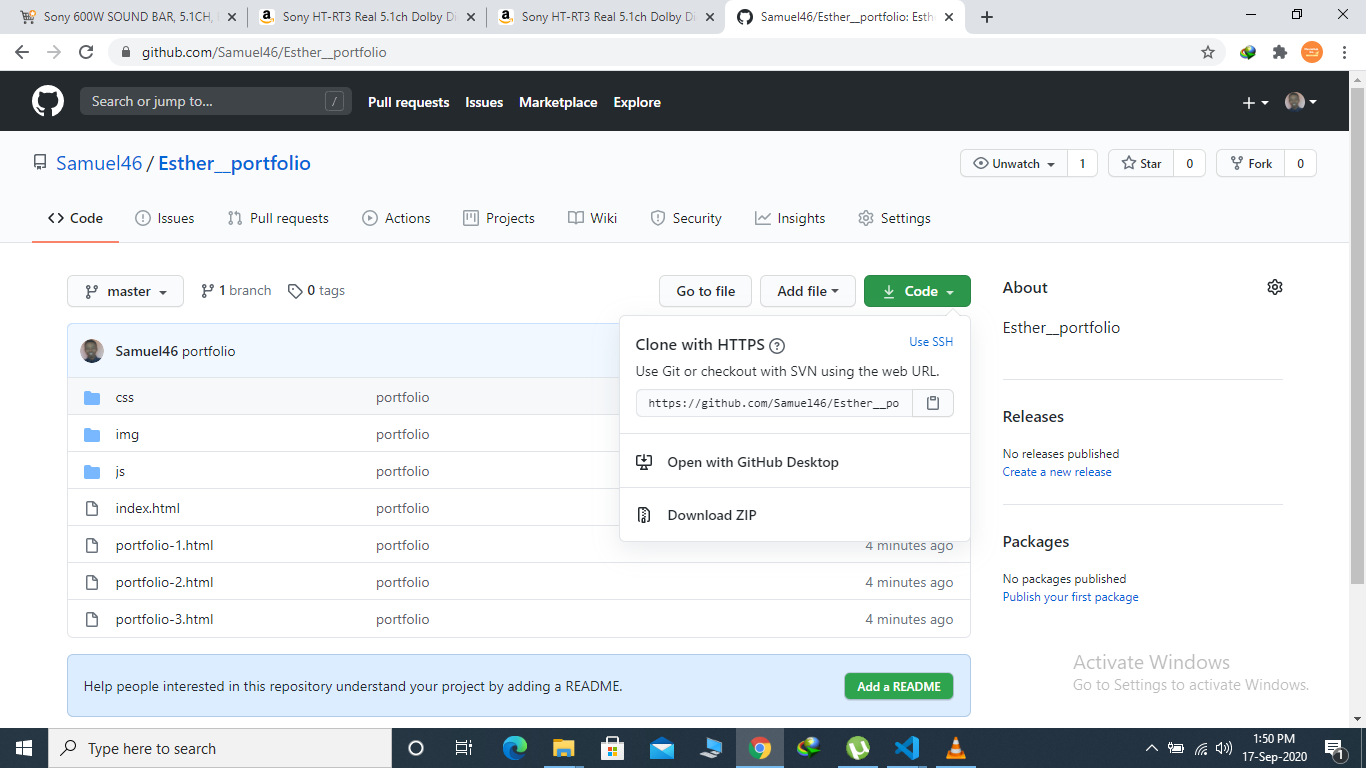 Sony 600W SOUND BAR, 5.1CH,
Sony HT-RT3 Real 5.1ch Dolby Di
Sony HT-RT3 Real 5.1ch Dolby Di
Samuel46/Esther__portfolio: Esth
github.com/Samuel46/Esther__portfolio
Search or jump to... /
Pull requests Issues Marketplace Explore
Samuel46 / Esther__portfolio
Unwatch 1 Star 0 Fork 0
Code Issues Pull requests Actions Projects Wiki Security Insights Settings
master 1 branch 0 tags Go to file Add file Code
About
Esther__portfolio
Samuel46 portfolio
Clone with HTTPS ? Use SSH
Use Git or checkout with SVN using the web URL.
https://github.com/Samuel46/Esther__po
Open with GitHub Desktop
Download ZIP
css portfolio
img portfolio
js portfolio
index.html portfolio
portfolio-1.html portfolio 4 minutes ago
portfolio-2.html portfolio 4 minutes ago
portfolio-3.html portfolio 4 minutes ago
Releases
No releases published
Create a new release
Packages
No packages published
Publish your first package
Help people interested in this repository understand your project by adding a README. Add a README
Activate Windows
Go to Settings to activate Windows.
Type here to search
1:50 PM
17-Sep-2020
1